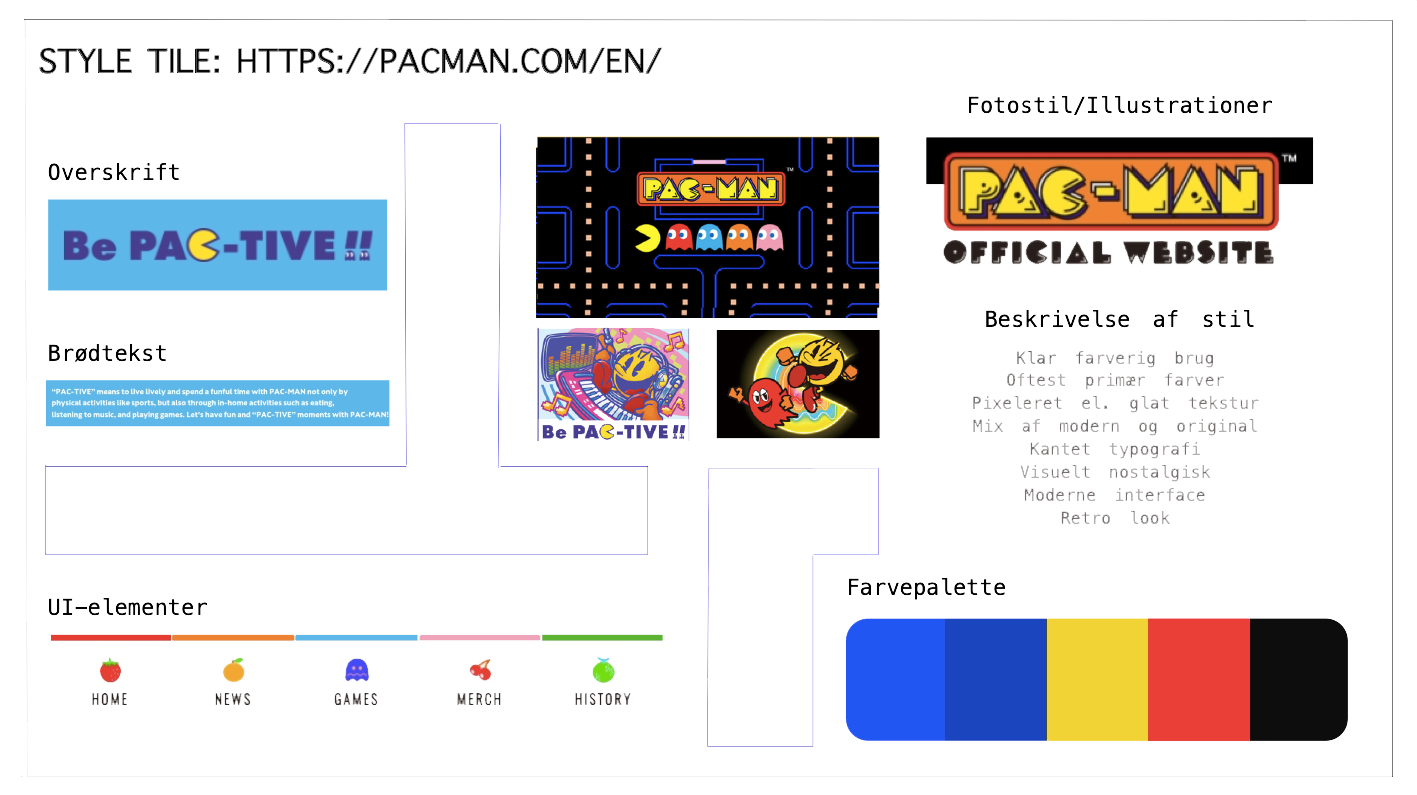 STYLE TILE: HTTPS://PACMAN.COM/EN/
Overskrift
Be PAC-TIVE!!
Brødtekst
“PAC-TIVE” means to live lively and spend a funful time with PAC-MAN not only by
physical activities like sports, but also through in-home activities such as eating,
listening to music, and playing games. Let's have fun and “PAC-TIVE” moments with PAC-MAN!
PAC-MAN™
Be PAC-TIVE!!
Fotostil/Illustrationer
PAC-MAN™
OFFICIAL WEBSITE
Beskrivelse af stil
Klar farverig brug
Oftest primær farver
Pixeleret el. glat tekstur
Mix af modern og original
Kantet typografi
Visuelt nostalgisk
Moderne interface
Retro look
UI-elementer
HOME
NEWS
GAMES
MERCH
HISTORY
Farvepalette